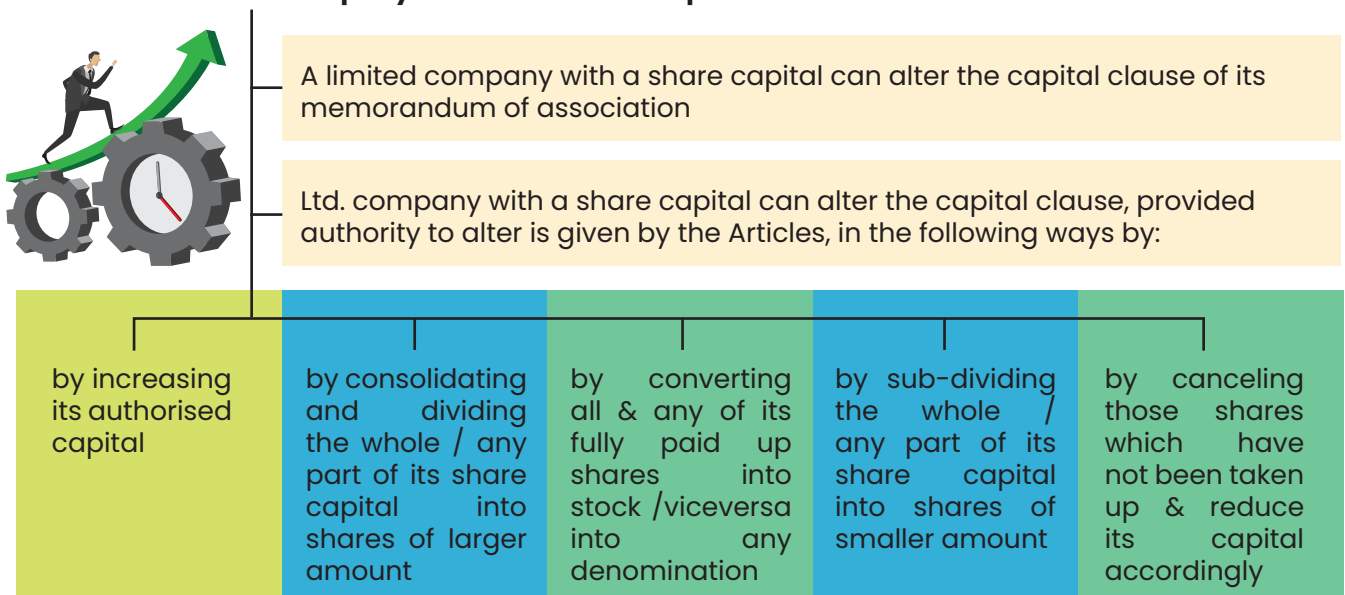 A limited company with a share capital can alter the capital clause of its
memorandum of association
Ltd. company with a share capital can alter the capital clause, provided
authority to alter is given by the Articles, in the following ways by:
by increasing
its authorised
capital
by consolidating
and dividing
the whole / any
part of its share
capital into
shares of larger
amount
by converting
all & any of its
fully paid up
shares into
stock /viceversa
into any
denomination
by sub-dividing
the whole /
any part of its
share capital
into shares of
smaller amount
by canceling
those shares
which have
not been taken
up & reduce
its capital
accordingly